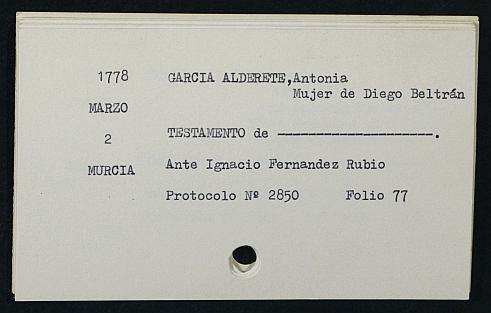 1778 GARCIA ALDERETE,Antonia
Mujer de Diego Beltrán
MARZO
2 TESTAMENTO de --------------------.
MURCIA Ante Ignacio Fernandez Rubio
Protocolo Nº 2850 Folio 77